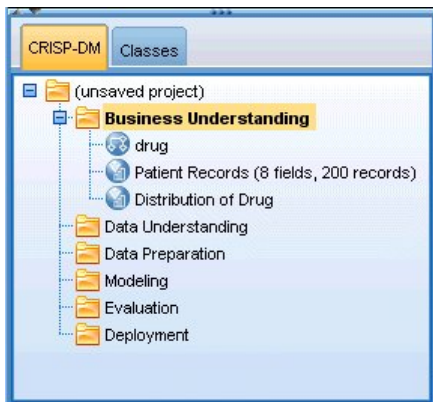 CRISP-DM Classes
(unsaved project)
Business Understanding
drug
Patient Records (8 fields, 200 records)
Distribution of Drug
Data Understanding
Data Preparation
Modeling
Evaluation
Deployment